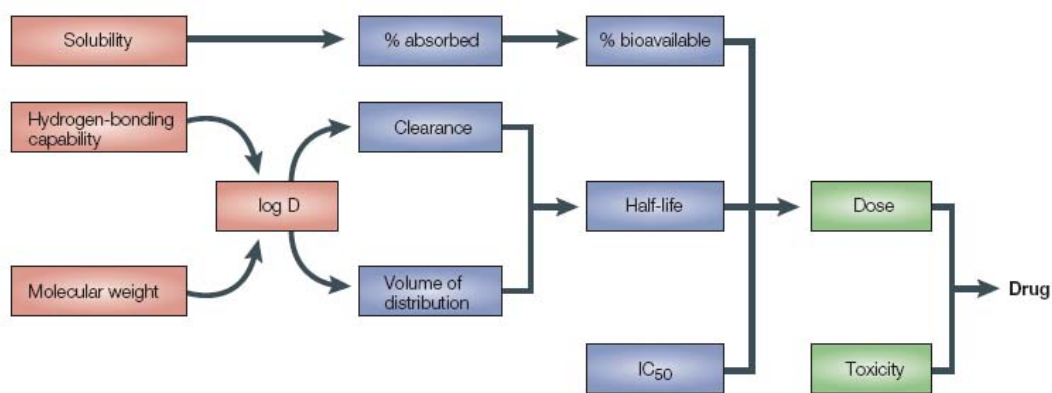 Solubility
% absorbed
% bioavailable
Hydrogen-bonding
capability
Clearance
log D
Half-life
Dose
Molecular weight
Volume of
distribution
Drug
IC50
Toxicity